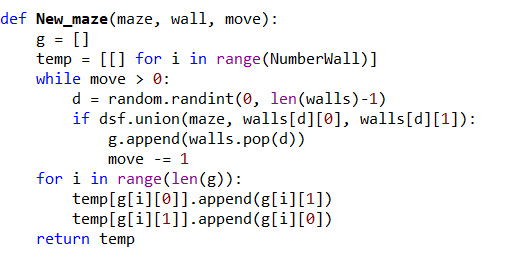 def New_maze(maze, wall, move):
    g = []
    temp = [[] for i in range(NumberWall)]
    while move > 0:
        d = random.randint(0, len(walls)-1)
        if dsf.union(maze, walls[d][0], walls[d][1]):
            g.append(walls.pop(d))
            move -= 1
    for i in range(len(g)):
        temp[g[i][0]].append(g[i][1])
        temp[g[i][1]].append(g[i][0])
    return temp